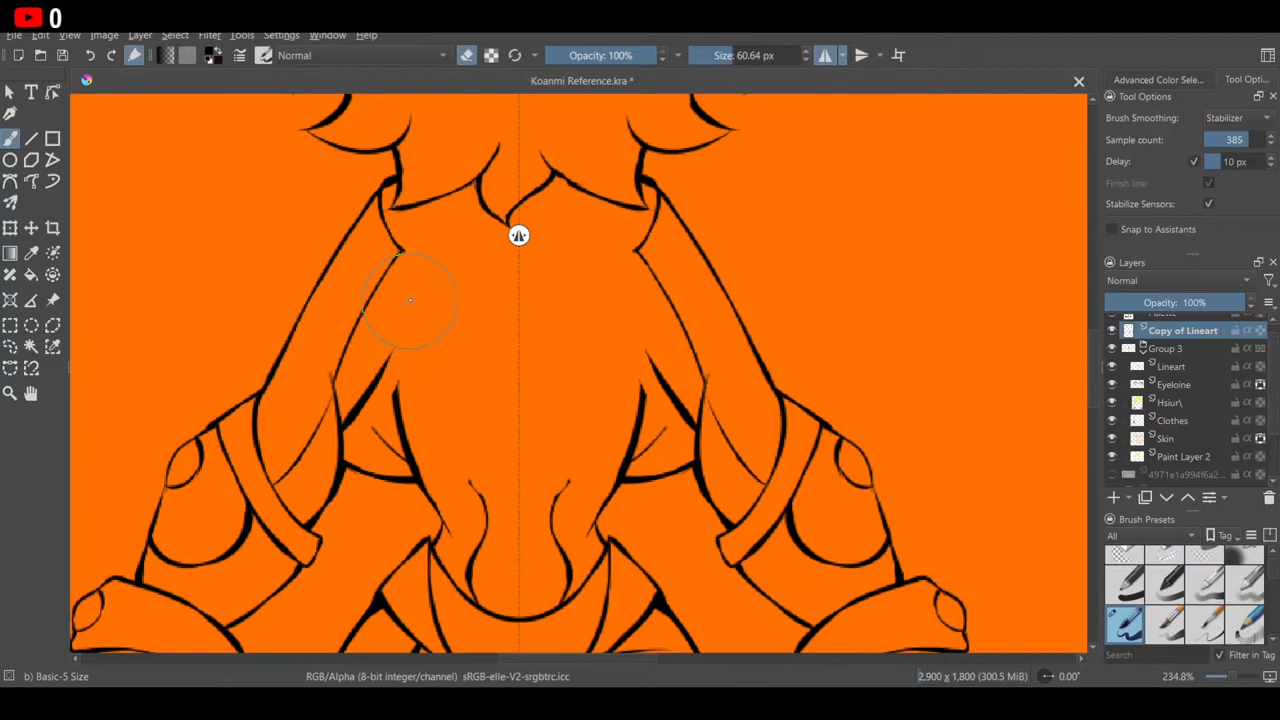 0
File Edit View Image Layer Select Filter Tools Settings Window Help
Normal Opacity: 100% Size: 60.64 px
Koanmi Reference.kra *
Advanced Color Sele... Tool Opti...
Tool Options
Brush Smoothing: Stabilizer
Sample count: 385
Delay: 10 px
Finish line:
Stabilize Sensors:
Snap to Assistants
Layers
Normal
Opacity: 100%
Palette
Copy of Lineart
Group 3
Lineart
Eyeloine
Hsiur\
Clothes
Skin
Paint Layer 2
4971e1a994f6a2...
Brush Presets
All Tag
Search Filter in Tag
b) Basic-5 Size RGB/Alpha (8-bit integer/channel) sRGB-elle-V2-srgbtrc.icc 2,900 x 1,800 (300.5 MiB) 0.00° 234.8%